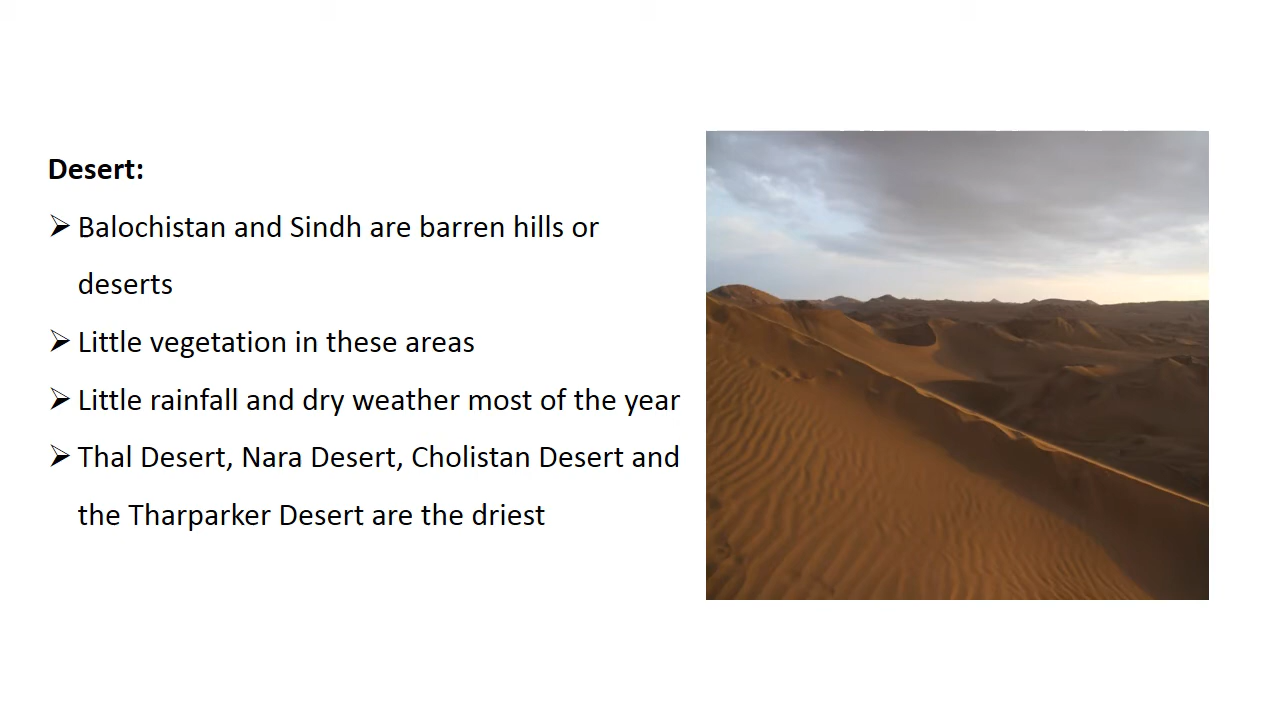 Desert:
➢ Balochistan and Sindh are barren hills or
deserts
➢ Little vegetation in these areas
➢ Little rainfall and dry weather most of the year
➢ Thal Desert, Nara Desert, Cholistan Desert and
the Tharparker Desert are the driest